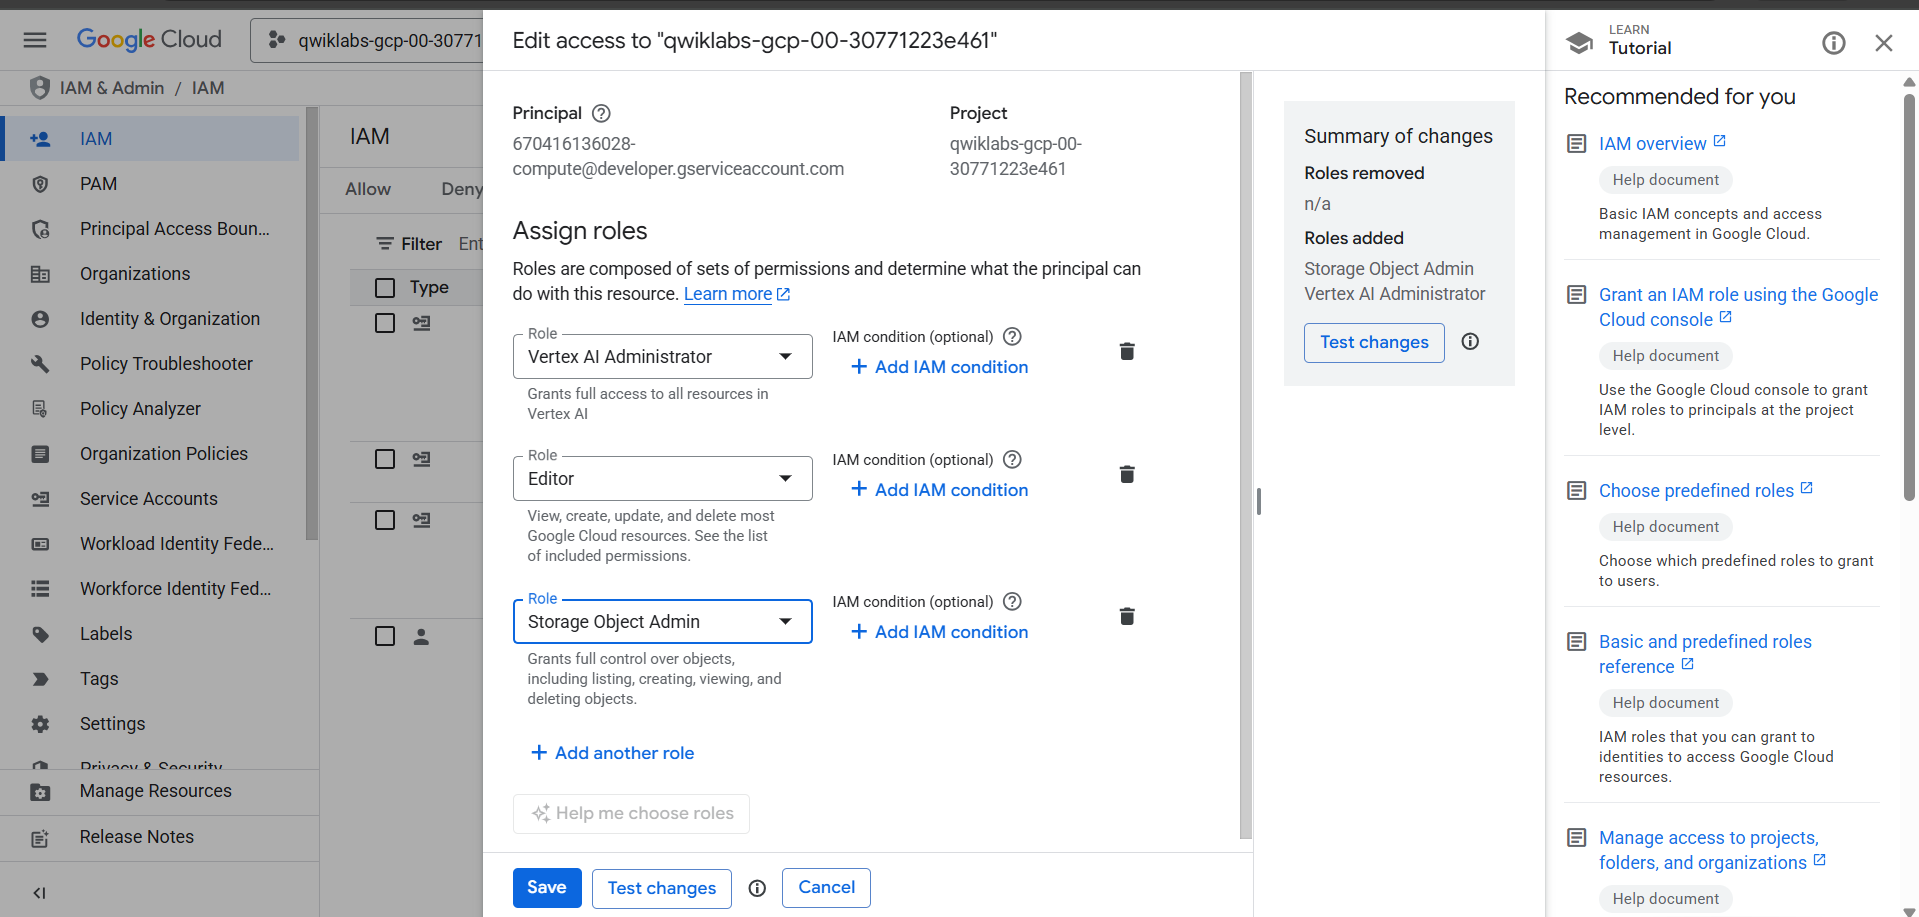 Google Cloud
qwiklabs-gcp-00-30771
IAM & Admin / IAM
IAM
PAM
Principal Access Boun...
Organizations
Identity & Organization
Policy Troubleshooter
Policy Analyzer
Organization Policies
Service Accounts
Workload Identity Fede...
Workforce Identity Fed...
Labels
Tags
Settings
Privacy & Security
Manage Resources
Release Notes
IAM
Allow
Deny
Filter Ent
Type
Edit access to "qwiklabs-gcp-00-30771223e461"
Principal
670416136028-
compute@developer.gserviceaccount.com
Project
qwiklabs-gcp-00-
30771223e461
Assign roles
Roles are composed of sets of permissions and determine what the principal can
do with this resource. Learn more
Role
Vertex AI Administrator
Grants full access to all resources in
Vertex AI
IAM condition (optional)
+ Add IAM condition
Role
Editor
View, create, update, and delete most
Google Cloud resources. See the list
of included permissions.
IAM condition (optional)
+ Add IAM condition
Role
Storage Object Admin
Grants full control over objects,
including listing, creating, viewing, and
deleting objects.
IAM condition (optional)
+ Add IAM condition
+ Add another role
Help me choose roles
Save
Test changes
Cancel
Summary of changes
Roles removed
n/a
Roles added
Storage Object Admin
Vertex AI Administrator
Test changes
LEARN
Tutorial
Recommended for you
IAM overview
Help document
Basic IAM concepts and access
management in Google Cloud.
Grant an IAM role using the Google
Cloud console
Help document
Use the Google Cloud console to grant
IAM roles to principals at the project
level.
Choose predefined roles
Help document
Choose which predefined roles to grant
to users.
Basic and predefined roles
reference
Help document
IAM roles that you can grant to
identities to access Google Cloud
resources.
Manage access to projects,
folders, and organizations
Help document